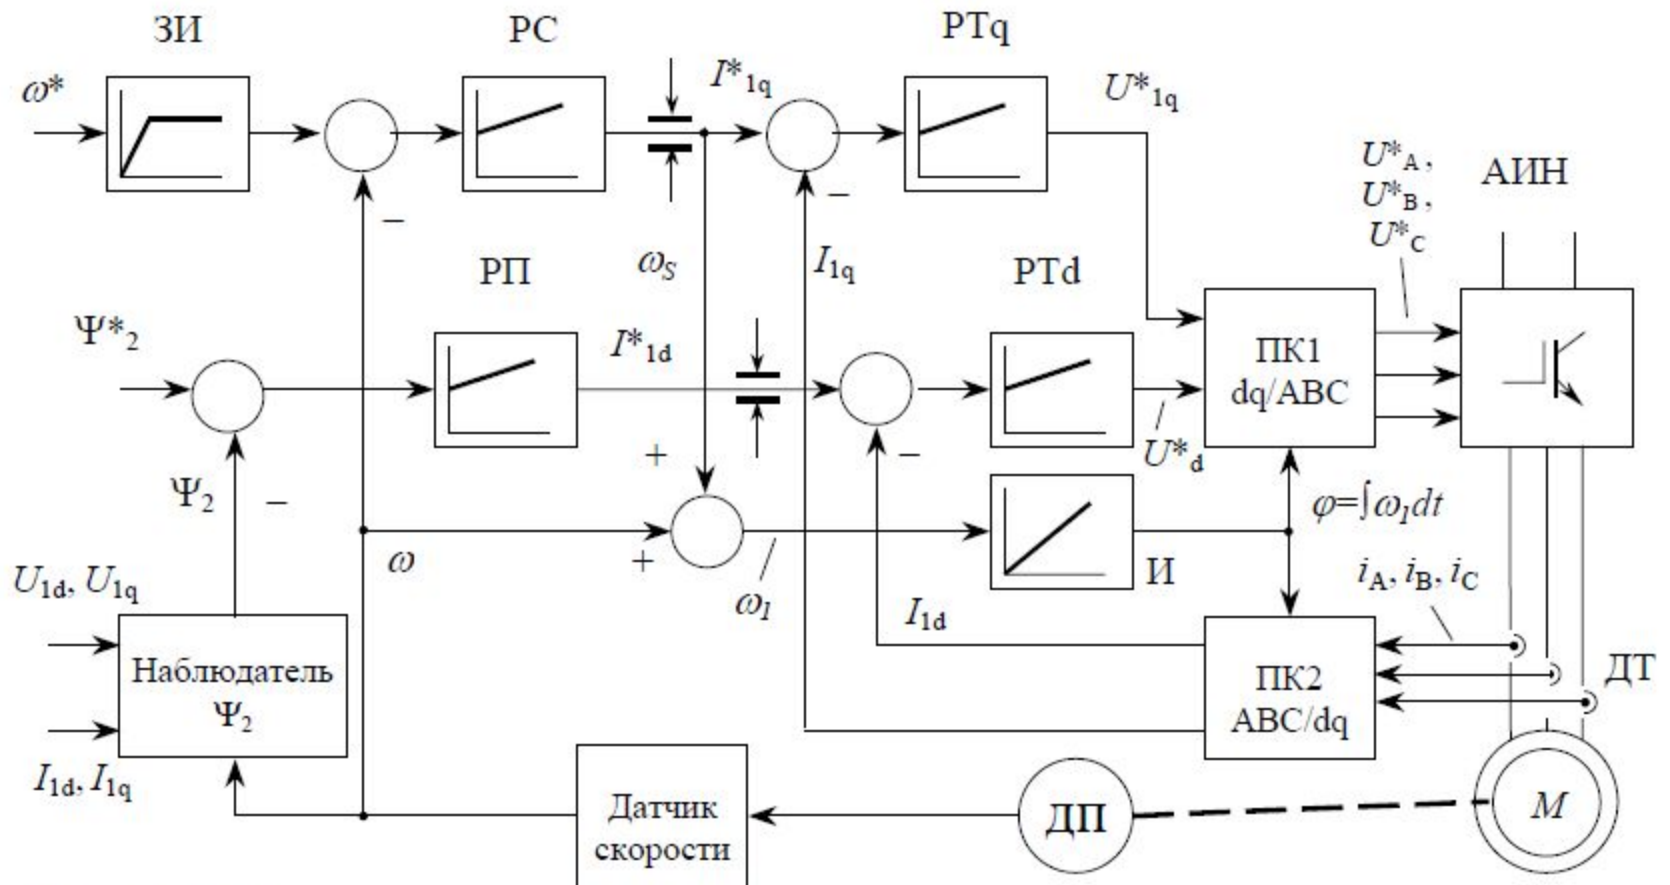 ЗИ
РС
РТq
ω*
I*1q
U*1q
U*A,
U*B,
U*C
АИН
–
–
РП
ωS
I1q
РТd
Ψ*2
I*1d
ПК1
dq/ABC
+
–
U*d
Ψ2
–
φ=∫ω1dt
ω
+
И
iA, iB, iC
U1d, U1q
ω1
I1d
Наблюдатель
Ψ2
ПК2
ABC/dq
ДТ
I1d, I1q
Датчик
скорости
ДП
M